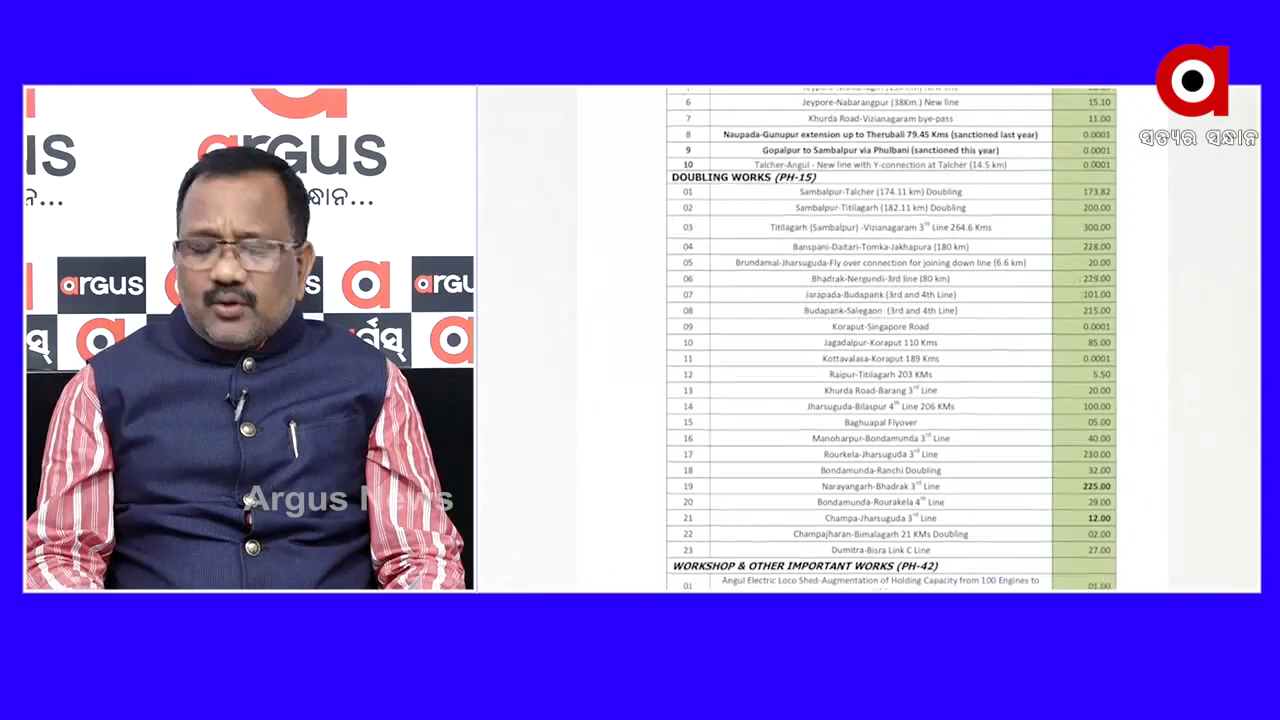 ସତ୍ୟର ସନ୍ଧାନ
argus
argus
argus
argus
Argus News
6 Jeypore-Nabarangpur (38Km.) New line 15.10
7 Khurda Road-Vizianagaram bye-pass 11.00
8 Naupada-Gunupur extension up to Therubali 79.45 Kms (sanctioned last year) 0.0001
9 Gopalpur to Sambalpur via Phulbani (sanctioned this year) 0.0001
10 Talcher-Angul - New line with Y-connection at Talcher (14.5 km) 0.0001
DOUBLING WORKS (PH-15)
01 Sambalpur-Talcher (174.11 km) Doubling 173.82
02 Sambalpur-Titilagarh (182.11 km) Doubling 200.00
03 Titilagarh (Sambalpur) -Vizianagaram 3rd Line 264.6 Kms 300.00
04 Banspani-Daitari-Tomka-Jakhapura (180 km) 228.00
05 Brundamal-Jharsuguda-Fly over connection for joining down line (6.6 km) 20.00
06 Bhadrak-Nergundi-3rd line (80 km) 229.00
07 Jarapada-Budapank (3rd and 4th Line) 101.00
08 Budapank-Salegaon (3rd and 4th Line) 215.00
09 Koraput-Singapore Road 0.0001
10 Jagadalpur-Koraput 110 Kms 85.00
11 Kottavalasa-Koraput 189 Kms 0.0001
12 Raipur-Titilagarh 203 KMs 5.50
13 Khurda Road-Barang 3rd Line 20.00
14 Jharsuguda-Bilaspur 4th Line 206 KMs 100.00
15 Baghuapal Flyover 05.00
16 Manoharpur-Bondamunda 3rd Line 40.00
17 Rourkela-Jharsuguda 3rd Line 230.00
18 Bondamunda-Ranchi Doubling 32.00
19 Narayangarh-Bhadrak 3rd Line 225.00
20 Bondamunda-Rourakela 4th Line 29.00
21 Champa-Jharsuguda 3rd Line 12.00
22 Champajharan-Bimalagarh 21 KMs Doubling 02.00
23 Dumitra-Bisra Link C Line 27.00
WORKSHOP & OTHER IMPORTANT WORKS (PH-42)
01 Angul Electric Loco Shed-Augmentation of Holding Capacity from 100 Engines to 01.00